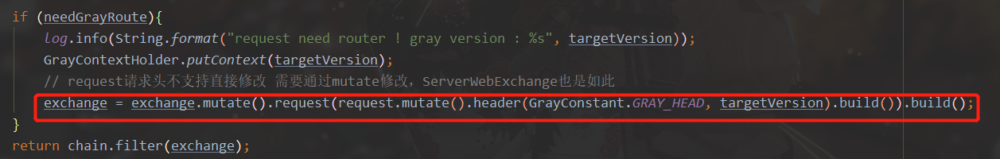 if (needGrayRoute){
log.info(String.format("request need router ! gray version : %s", targetVersion));
GrayContextHolder.putContext(targetVersion);
// request请求头不支持直接修改 需要通过mutate修改，ServerWebExchange也是如此
exchange = exchange.mutate().request(request.mutate().header(GrayConstant.GRAY_HEAD, targetVersion).build()).build();
}
return chain.filter(exchange);